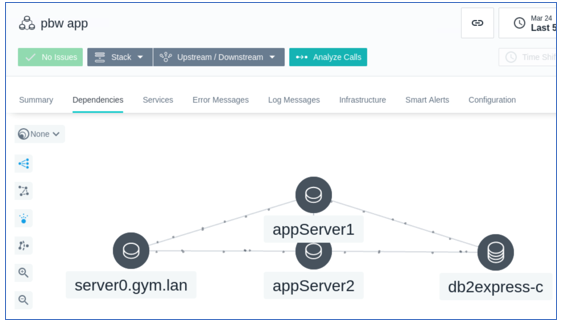 pbw app
Mar 24
Last 5
No Issues
Stack
Upstream / Downstream
Analyze Calls
Time Shi
Summary
Dependencies
Services
Error Messages
Log Messages
Infrastructure
Smart Alerts
Configuration
None
appServer1
server0.gym.lan
appServer2
db2express-c